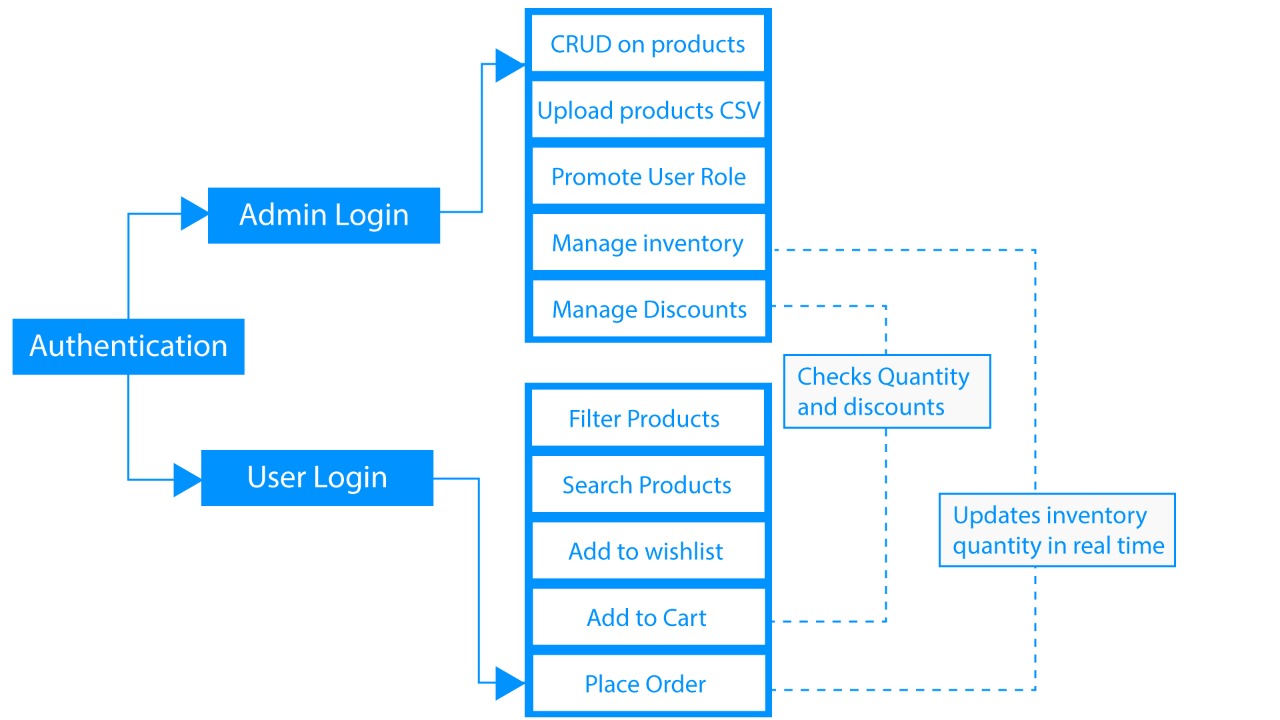 CRUD on products
Upload products CSV
Promote User Role
Admin Login
Manage inventory
Manage Discounts
Authentication
Checks Quantity
and discounts
Filter Products
User Login
Search Products
Updates inventory
quantity in real time
Add to wishlist
Add to Cart
Place Order